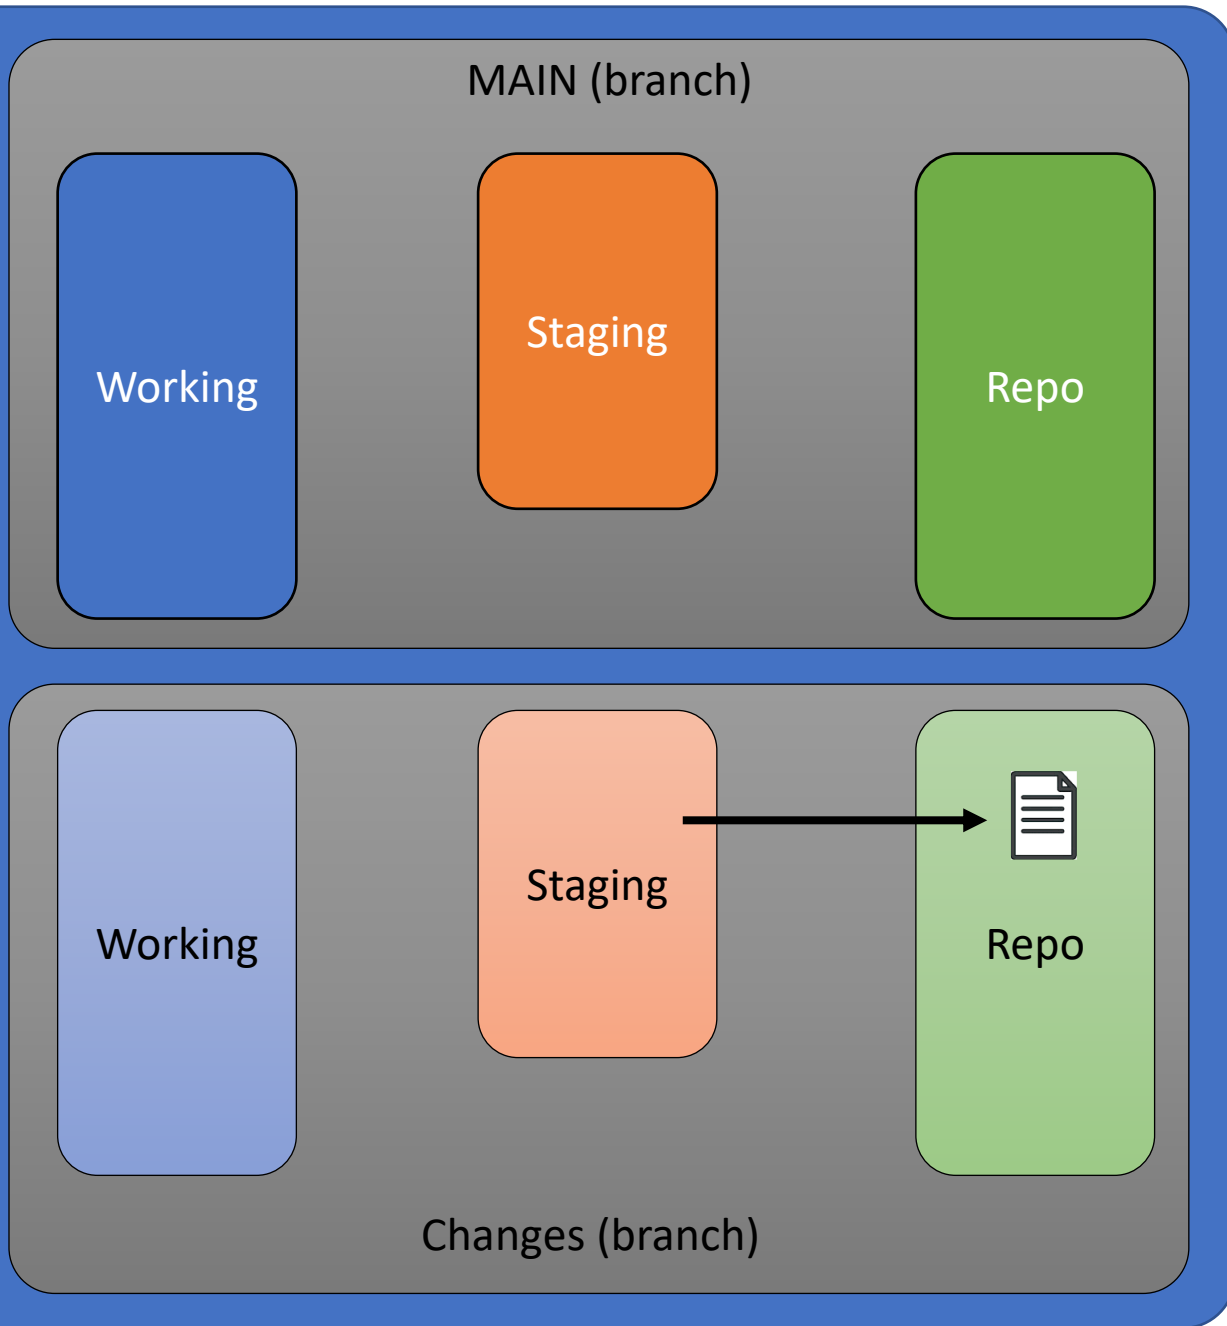 MAIN (branch)
Working
Staging
Repo
Working
Staging
Repo
Changes (branch)